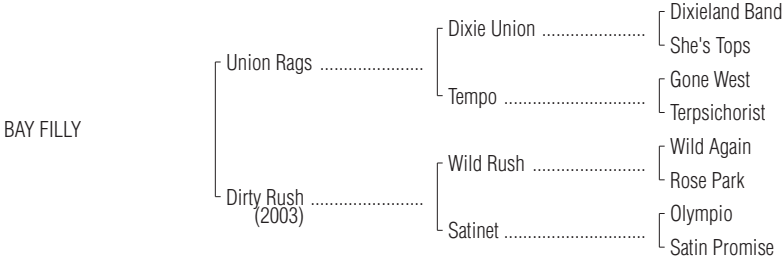 Dixieland Band
Dixie Union ......................
She's Tops
Union Rags ......................
Gone West
Tempo ..............................
Terpsichorist
BAY FILLY
Wild Again
Wild Rush ........................
Rose Park
Dirty Rush ........................
(2003)
Olympio
Satinet ..............................
Satin Promise